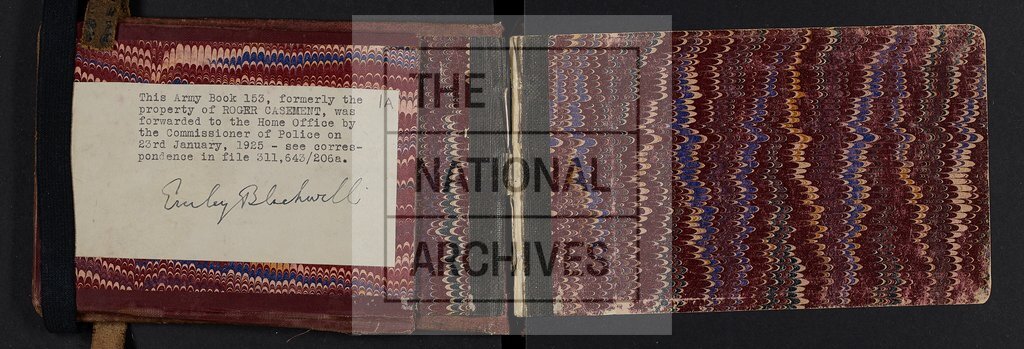 This Army Book 153, formerly the
property of ROGER CASEMENT, was
forwarded to the Home Office by
the Commissioner of Police on
23rd January, 1925 - see corres-
pondence in file 311,643/206a.
Ernley Blackwell
1A
THE
NATIONAL
ARCHIVES